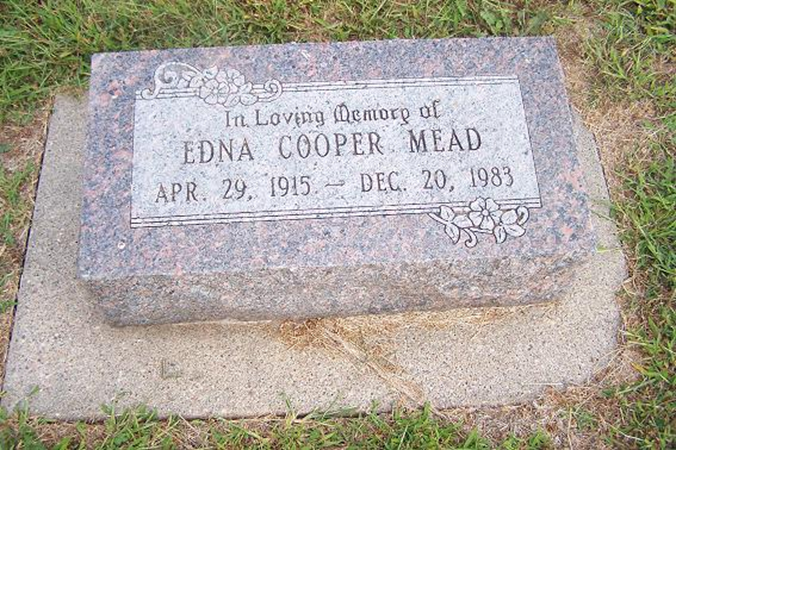 In Loving Memory of
EDNA COOPER MEAD
APR. 29, 1915 – DEC. 20, 1983